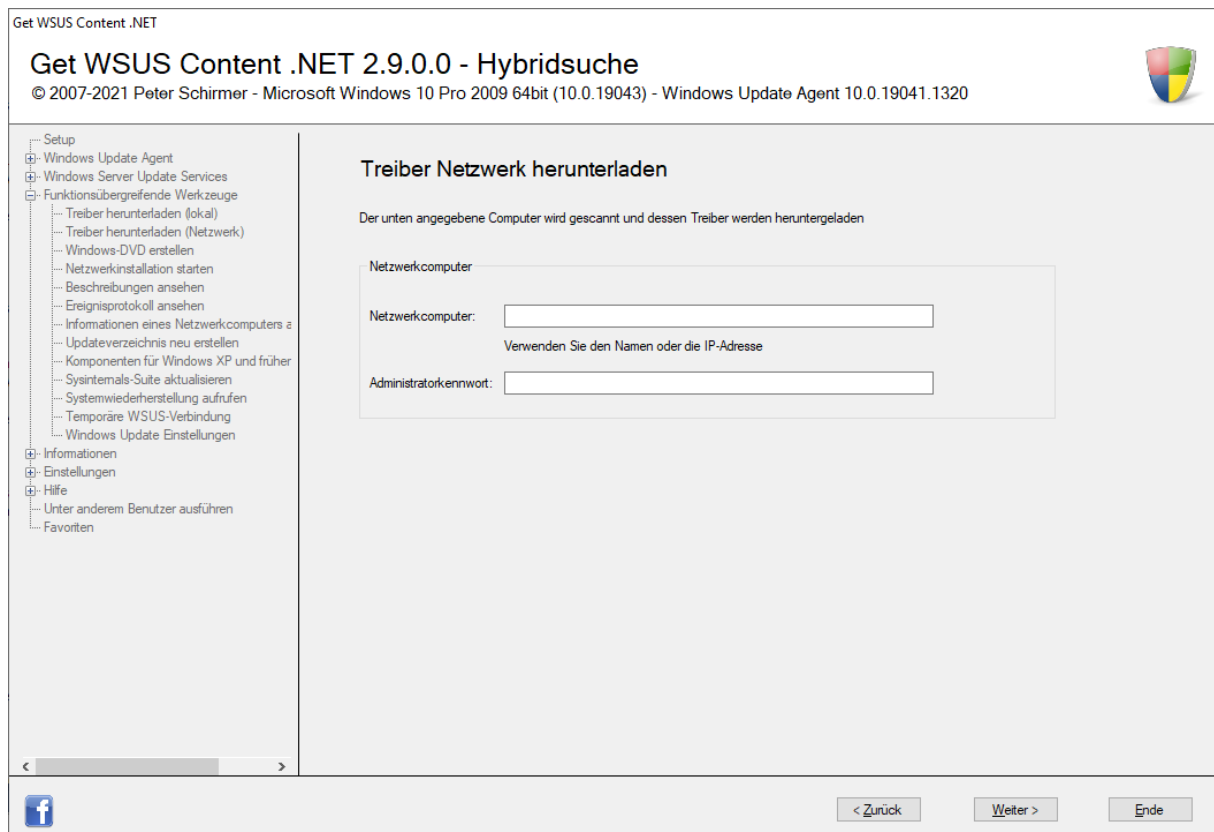 Get WSUS Content .NET
Get WSUS Content .NET 2.9.0.0 - Hybridsuche
© 2007-2021 Peter Schirmer - Microsoft Windows 10 Pro 2009 64bit (10.0.19043) - Windows Update Agent 10.0.19041.1320
Setup
Windows Update Agent
Windows Server Update Services
Funktionsübergreifende Werkzeuge
Treiber herunterladen (lokal)
Treiber herunterladen (Netzwerk)
Windows-DVD erstellen
Netzwerkinstallation starten
Beschreibungen ansehen
Ereignisprotokoll ansehen
Informationen eines Netzwerkcomputers a
Updateverzeichnis neu erstellen
Komponenten für Windows XP und früher
Sysinternals-Suite aktualisieren
Systemwiederherstellung aufrufen
Temporäre WSUS-Verbindung
Windows Update Einstellungen
Informationen
Einstellungen
Hilfe
Unter anderem Benutzer ausführen
Favoriten
Treiber Netzwerk herunterladen
Der unten angegebene Computer wird gescannt und dessen Treiber werden heruntergeladen
Netzwerkcomputer
Netzwerkcomputer:
Verwenden Sie den Namen oder die IP-Adresse
Administratorkennwort:
< Zurück
Weiter >
Ende